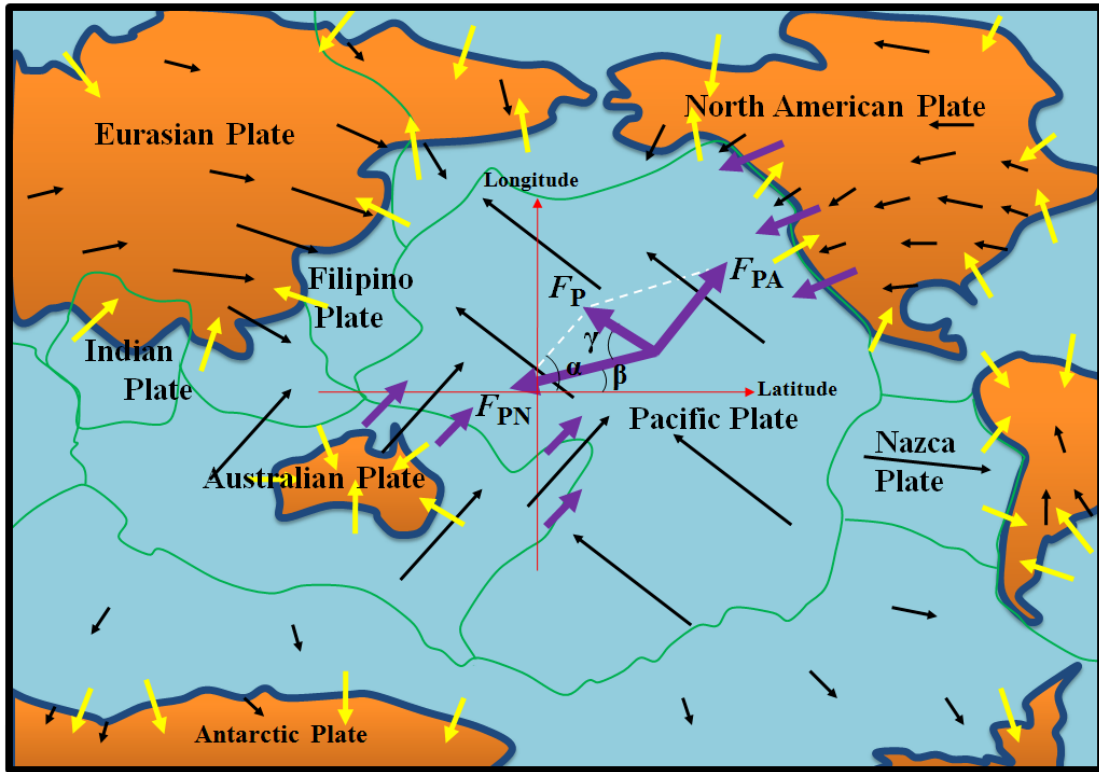 North American Plate
Eurasian Plate
Longitude
Filipino
Plate
F_P
F_PA
Indian
Plate
γ
α
β
Latitude
F_PN
Pacific Plate
Nazca
Plate
Australian Plate
Antarctic Plate